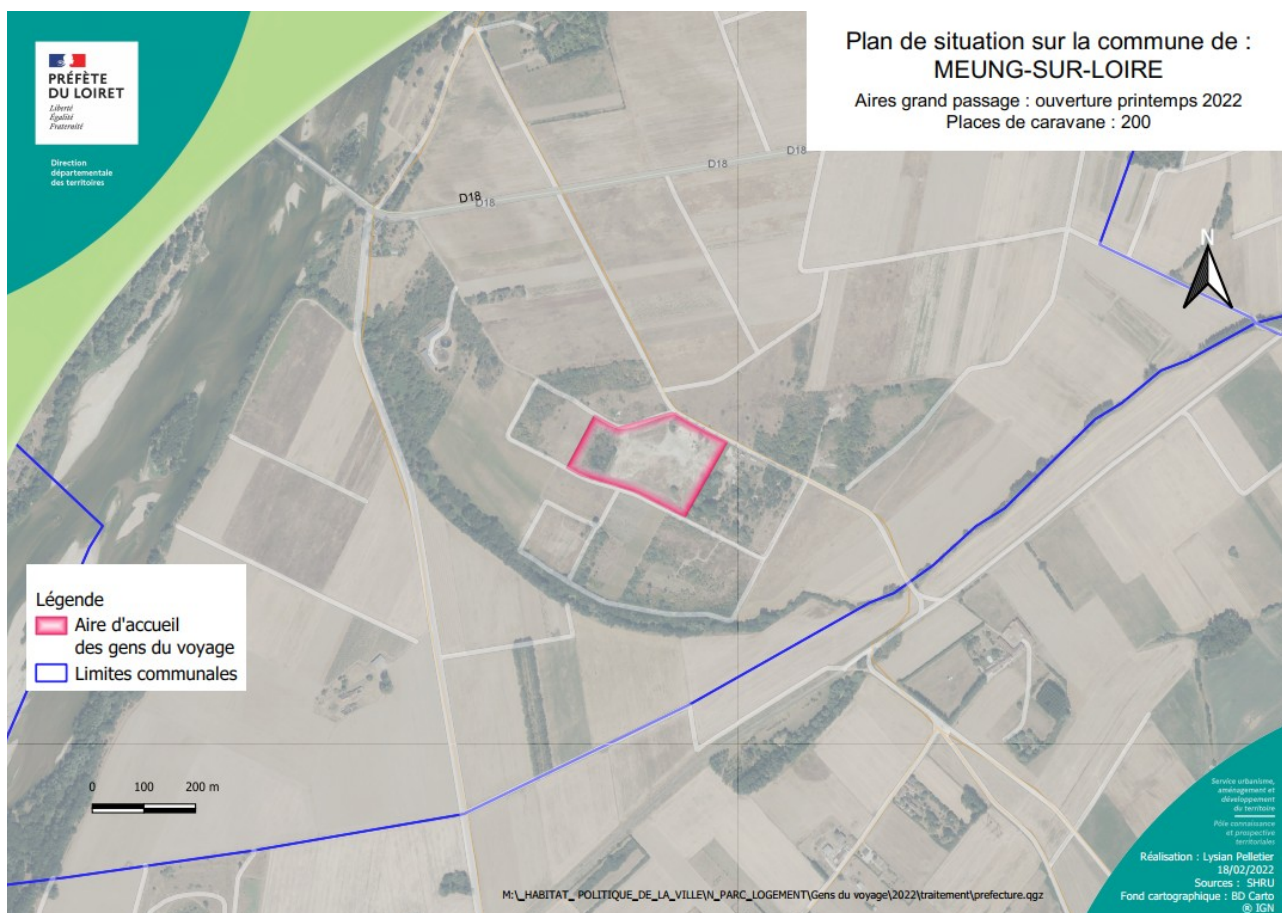 PRÉFÈTE
DU LOIRET
Liberté
Égalité
Fraternité
Direction
départementale
des territoires
Plan de situation sur la commune de :
MEUNG-SUR-LOIRE
Aires grand passage : ouverture printemps 2022
Places de caravane : 200
D18
D18
D18
D18
N
Légende
Aire d'accueil
des gens du voyage
Limites communales
0 100 200 m
M:\_HABITAT_ POLITIQUE_DE_LA_VILLE\N_PARC_LOGEMENT\Gens du voyage\2022\traitement\prefecture.qgz
Service urbanisme,
aménagement et
développement
du territoire
Pôle connaissance
et prospective
territoriales
Réalisation : Lysian Pelletier
18/02/2022
Sources : SHRU
Fond cartographique : BD Carto
® IGN